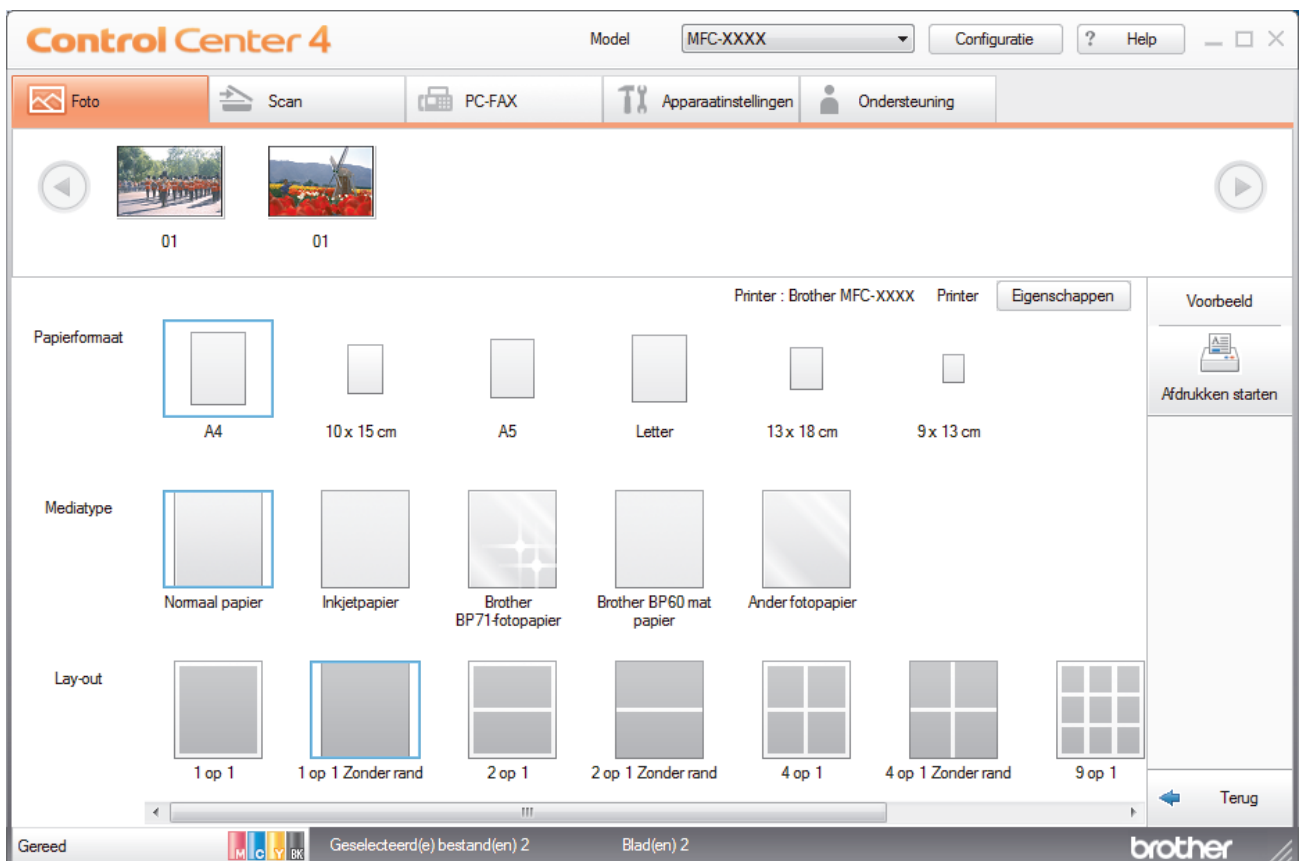 Control Center 4
Model
MFC-XXXX
Configuratie
? Help
Foto
Scan
PC-FAX
Apparaatinstellingen
Ondersteuning
01
01
Printer : Brother MFC-XXXX Printer
Eigenschappen
Voorbeeld
Afdrukken starten
Papierformaat
A4
10 x 15 cm
A5
Letter
13 x 18 cm
9 x 13 cm
Mediatype
Normaal papier
Inkjetpapier
Brother
BP71-fotopapier
Brother BP60 mat
papier
Ander fotopapier
Lay-out
1 op 1
1 op 1 Zonder rand
2 op 1
2 op 1 Zonder rand
4 op 1
4 op 1 Zonder rand
9 op 1
Terug
Gereed
M C Y BK
Geselecteerd(e) bestand(en) 2
Blad(en) 2
brother